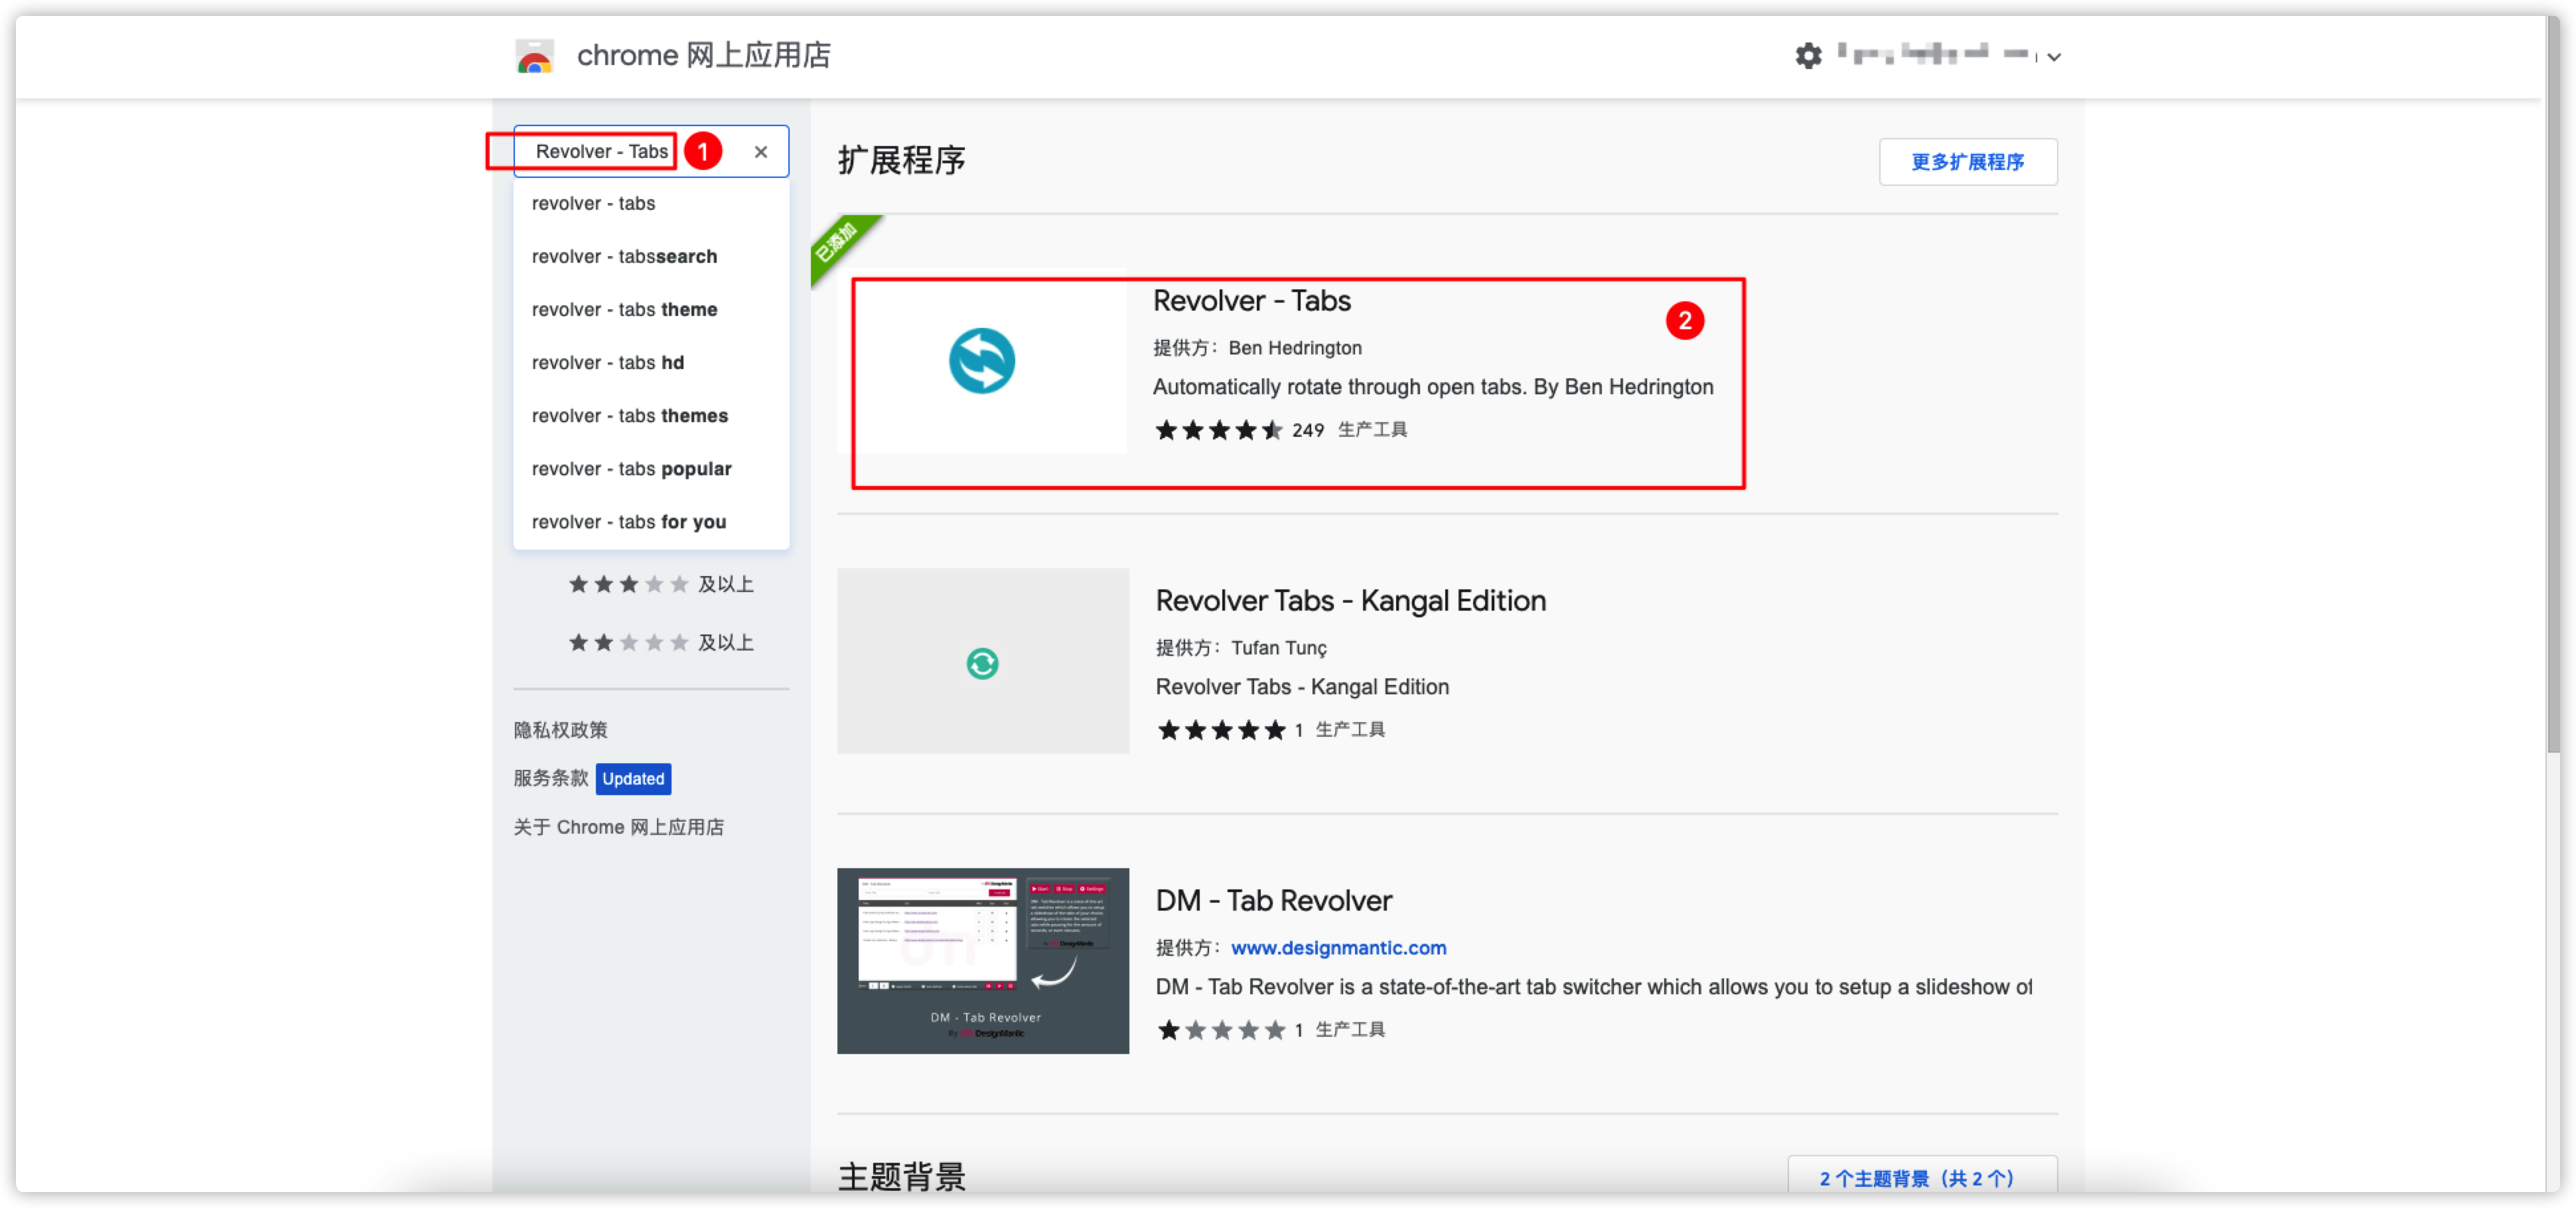 chrome 网上应用店
Revolver - Tabs
1
revolver - tabs
revolver - tabssearch
revolver - tabs theme
revolver - tabs hd
revolver - tabs themes
revolver - tabs popular
revolver - tabs for you
及以上
及以上
隐私权政策
服务条款 Updated
关于 Chrome 网上应用店
扩展程序
更多扩展程序
已添加
Revolver - Tabs
2
提供方： Ben Hedrington
Automatically rotate through open tabs. By Ben Hedrington
249 生产工具
Revolver Tabs - Kangal Edition
提供方： Tufan Tunç
Revolver Tabs - Kangal Edition
1 生产工具
DM - Tab Revolver
By DesignMantic
DM - Tab Revolver
提供方： www.designmantic.com
DM - Tab Revolver is a state-of-the-art tab switcher which allows you to setup a slideshow of
1 生产工具
主题背景
2 个主题背景（共 2 个）